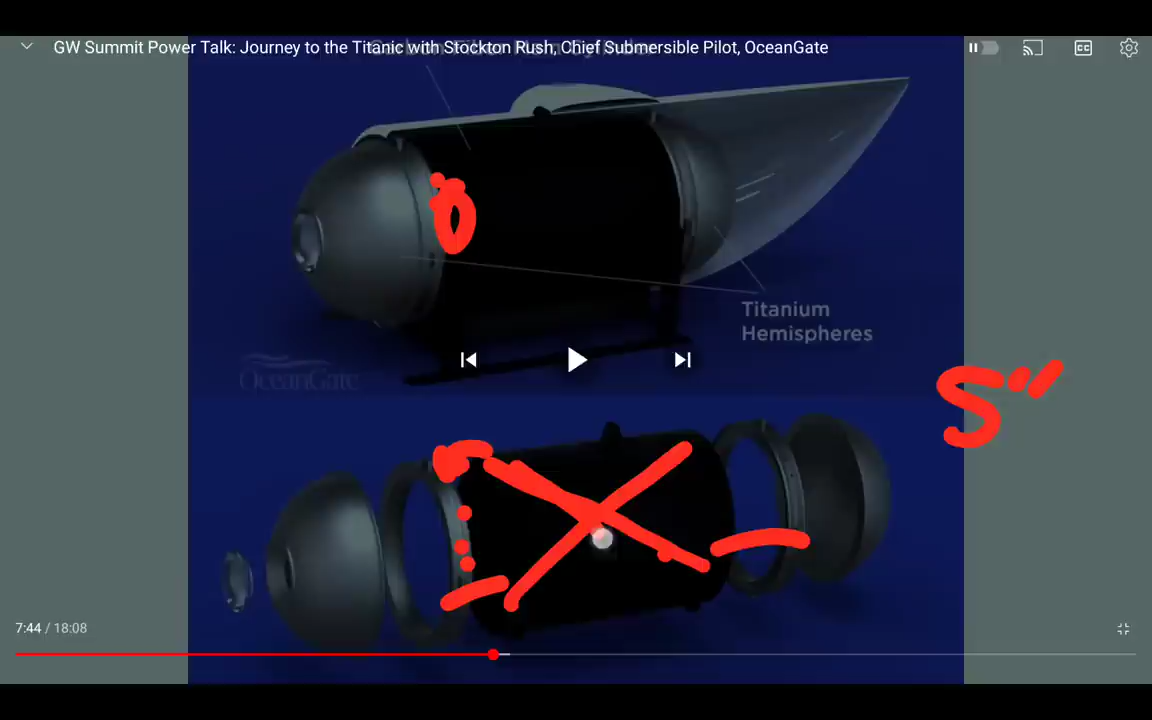 GW Summit Power Talk: Journey to the Titanic with Stockton Rush, Chief Submersible Pilot, OceanGate
CC
Titanium
Hemispheres
OceanGate
5"
7:44 / 18:08